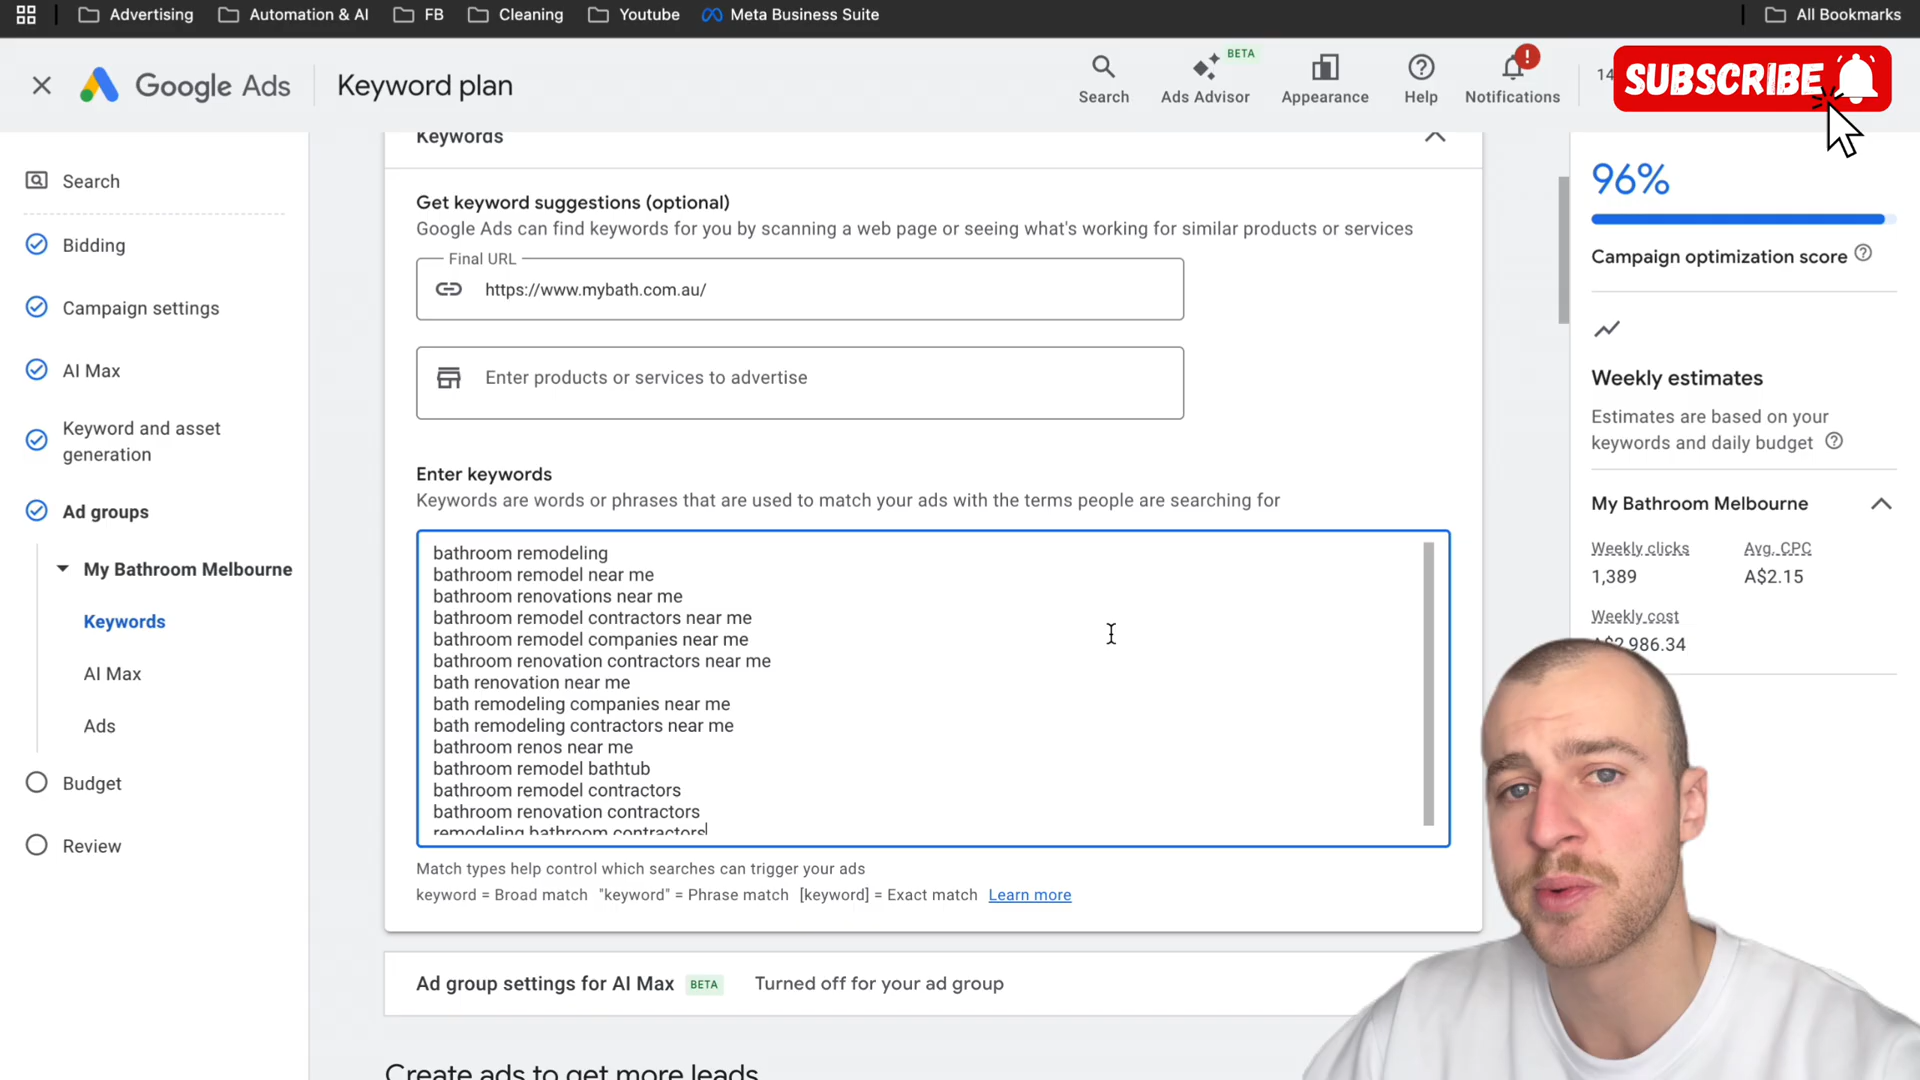 Advertising
Automation & AI
FB
Cleaning
Youtube
Meta Business Suite
All Bookmarks
Google Ads
Keyword plan
Search
BETA
Ads Advisor
Appearance
Help
!
Notifications
14
SUBSCRIBE
Search
Bidding
Campaign settings
AI Max
Keyword and asset
generation
Ad groups
My Bathroom Melbourne
Keywords
AI Max
Ads
Budget
Review
Keywords
Get keyword suggestions (optional)
Google Ads can find keywords for you by scanning a web page or seeing what's working for similar products or services
Final URL
https://www.mybath.com.au/
Enter products or services to advertise
Enter keywords
Keywords are words or phrases that are used to match your ads with the terms people are searching for
bathroom remodeling
bathroom remodel near me
bathroom renovations near me
bathroom remodel contractors near me
bathroom remodel companies near me
bathroom renovation contractors near me
bath renovation near me
bath remodeling companies near me
bath remodeling contractors near me
bathroom renos near me
bathroom remodel bathtub
bathroom remodel contractors
bathroom renovation contractors
remodeling bathroom contractors
Match types help control which searches can trigger your ads
keyword = Broad match "keyword" = Phrase match [keyword] = Exact match Learn more
Ad group settings for AI Max BETA Turned off for your ad group
Create ads to get more leads
96%
Campaign optimization score
Weekly estimates
Estimates are based on your
keywords and daily budget
My Bathroom Melbourne
Weekly clicks Avg. CPC
1,389 A$2.15
Weekly cost
A$2,986.34